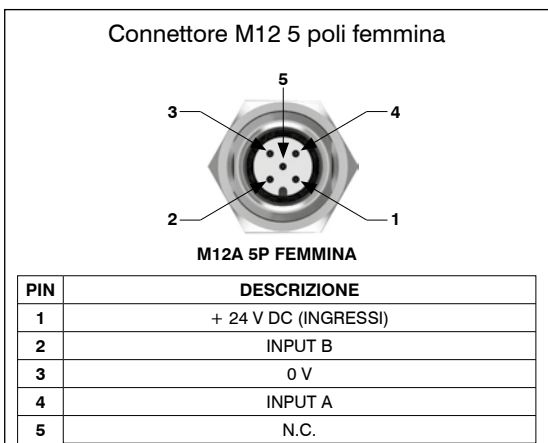 Connettore M12 5 poli femmina
5
3 4
2 1
M12A 5P FEMMINA
PIN DESCRIZIONE
1 + 24 V DC (INGRESSI)
2 INPUT B
3 0 V
4 INPUT A
5 N.C.